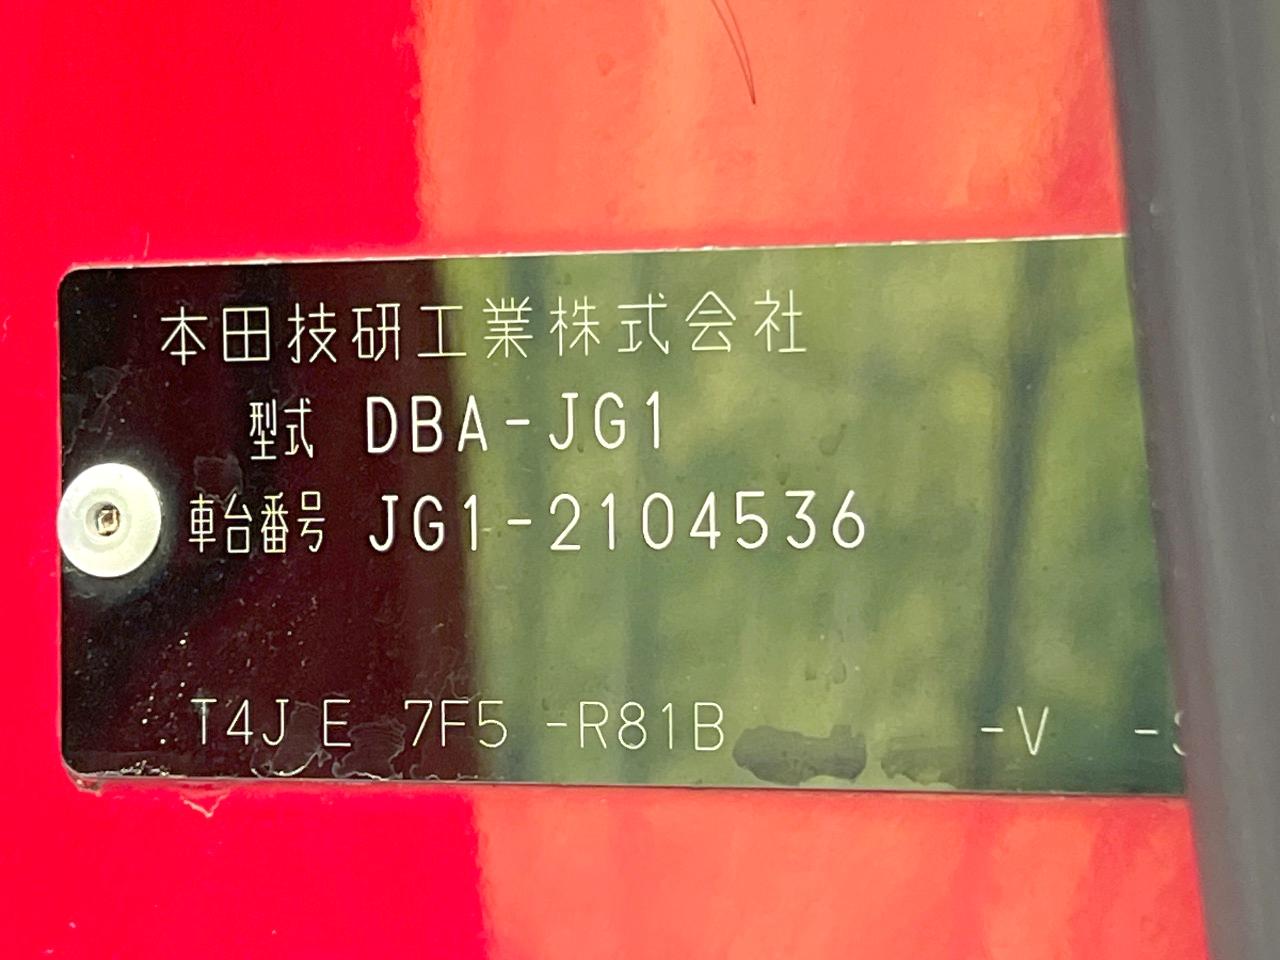 本田技研工業株式会社
型式 DBA-JG1
車台番号 JG1-2104536
T4J E 7F5 -R81B -V -